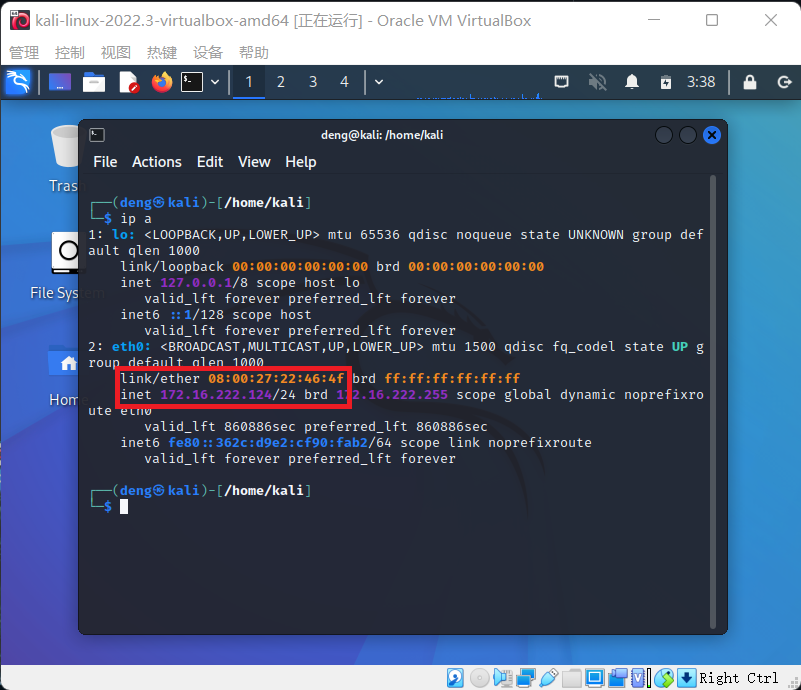 kali-linux-2022.3-virtualbox-amd64 [正在运行] - Oracle VM VirtualBox
管理 控制 视图 热键 设备 帮助
1 2 3 4 3:38
deng@kali: /home/kali
File Actions Edit View Help
Trash
File System
Home
┌──(deng㉿kali)-[/home/kali]
└─$ ip a
1: lo: <LOOPBACK,UP,LOWER_UP> mtu 65536 qdisc noqueue state UNKNOWN group def
ault qlen 1000
link/loopback 00:00:00:00:00:00 brd 00:00:00:00:00:00
inet 127.0.0.1/8 scope host lo
valid_lft forever preferred_lft forever
inet6 ::1/128 scope host
valid_lft forever preferred_lft forever
2: eth0: <BROADCAST,MULTICAST,UP,LOWER_UP> mtu 1500 qdisc fq_codel state UP g
roup default qlen 1000
link/ether 08:00:27:22:46:4f brd ff:ff:ff:ff:ff:ff
inet 172.16.222.124/24 brd 172.16.222.255 scope global dynamic noprefixro
ute eth0
valid_lft 860886sec preferred_lft 860886sec
inet6 fe80::362c:d9e2:cf90:fab2/64 scope link noprefixroute
valid_lft forever preferred_lft forever
┌──(deng㉿kali)-[/home/kali]
└─$
Right Ctrl